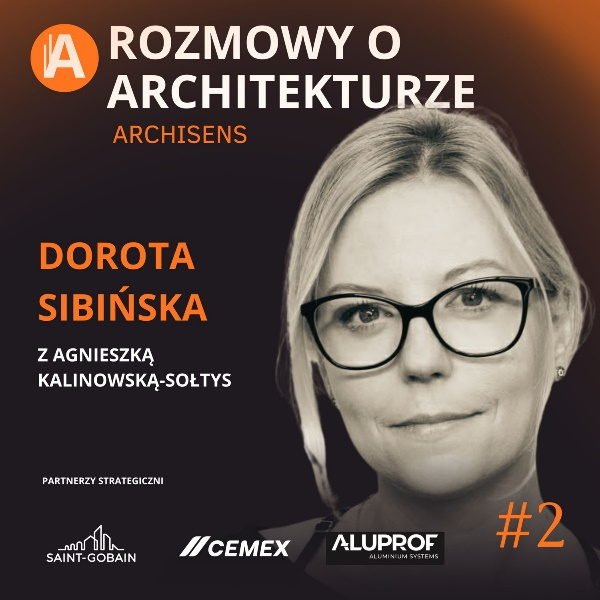 A
ROZMOWY O
ARCHITEKTURZE
ARCHISENS
DOROTA
SIBIŃSKA
Z AGNIESZKĄ
KALINOWSKĄ-SOŁTYS
PARTNERZY STRATEGICZNI
SAINT-GOBAIN
CEMEX
ALUPROF
ALUMINIUM SYSTEMS
#2